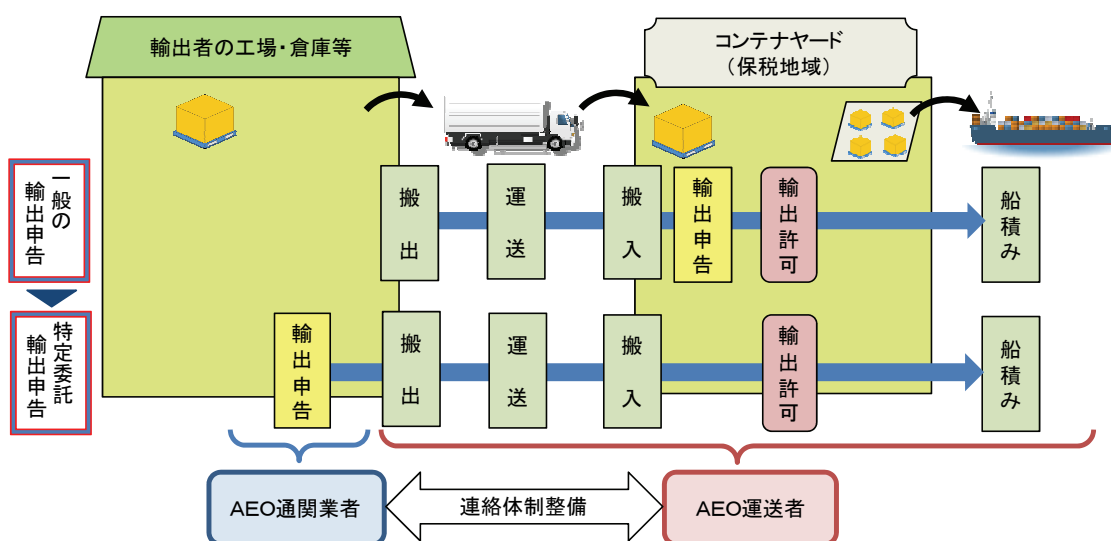 輸出者の工場・倉庫等
コンテナヤード
（保税地域）
一般の
輸出申告
搬出
運送
搬入
輸出申告
輸出許可
船積み
特定委託
輸出申告
輸出申告
搬出
運送
搬入
輸出許可
船積み
AEO通関業者
連絡体制整備
AEO運送者